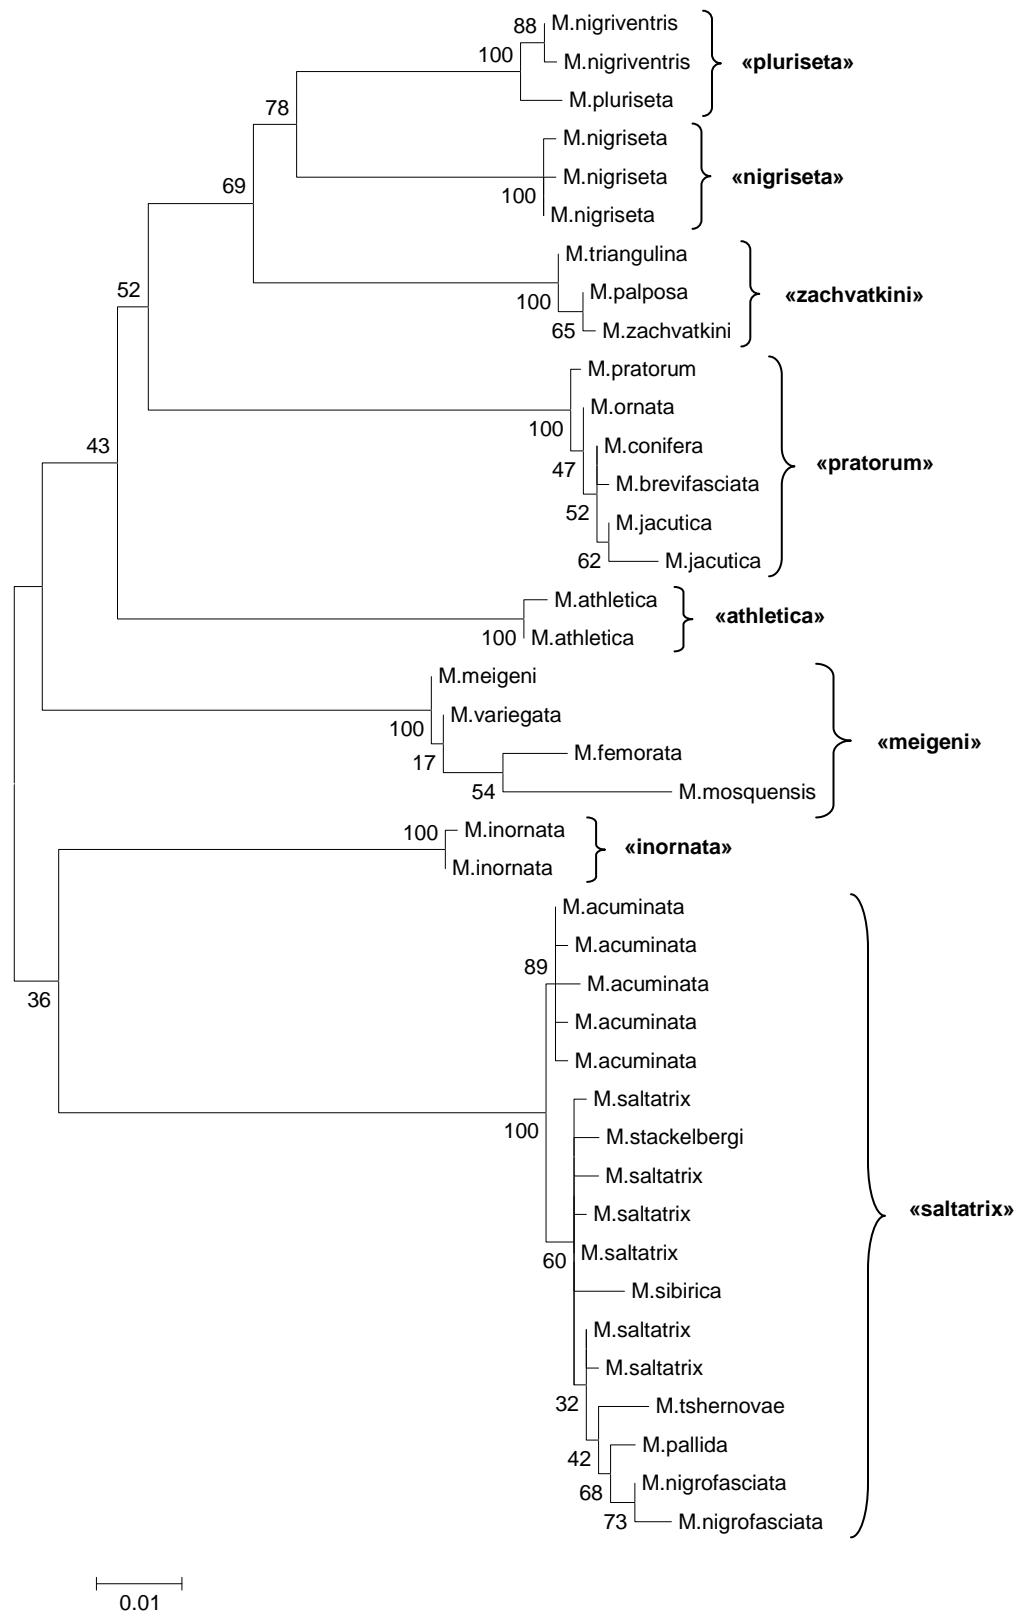 88 M.nigriventris
100 M.nigriventris «pluriseta»
M.pluriseta
78
M.nigriseta
M.nigriseta «nigriseta»
69
100 M.nigriseta
M.triangulina
52 100 M.palposa «zachvatkini»
65 M.zachvatkini
M.pratorum
M.ornata
100
43 M.conifera
47 M.brevifasciata «pratorum»
52 M.jacutica
62 M.jacutica
M.athletica «athletica»
100 M.athletica
M.meigeni
100 M.variegata
17 M.femorata «meigeni»
54 M.mosquensis
100 M.inornata «inornata»
M.inornata
M.acuminata
M.acuminata
89
36 M.acuminata
M.acuminata
M.acuminata
M.saltatrix
100 M.stackelbergi
M.saltatrix
M.saltatrix «saltatrix»
60 M.saltatrix
M.sibirica
M.saltatrix
M.saltatrix
32 M.tshernovae
42 M.pallida
68 M.nigrofasciata
73 M.nigrofasciata
0.01